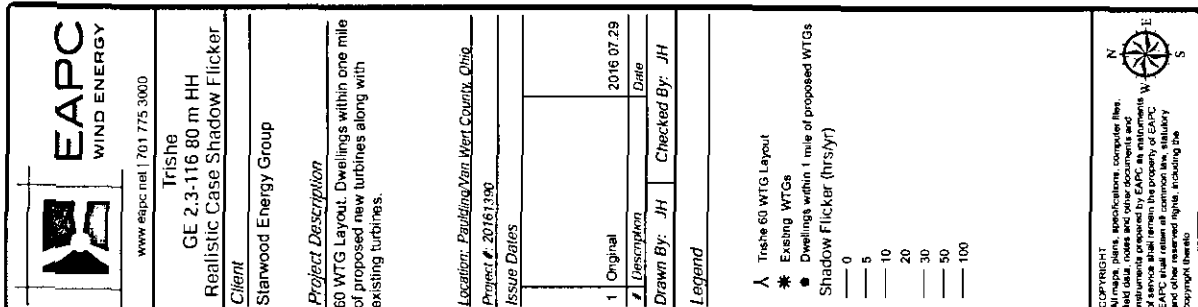 EAPC
WIND ENERGY
www eapc net | 701 775 3000
Trishe
GE 2.3-116 80 m HH
Realistic Case Shadow Flicker
Client
Starwood Energy Group
Project Description
60 WTG Layout. Dwellings within one mile
of proposed new turbines along with
existing turbines.
Location: Paulding/Van Wert County, Ohio
Project #: 20161390
Issue Dates
1 Original 2016 07.29
# Description Date
Drawn By: JH Checked By: JH
Legend
Trishe 60 WTG Layout
Existing WTGs
Dwellings within 1 mile of proposed WTGs
Shadow Flicker (hrs/yr)
0
5
10
20
30
50
100
N
E
S
W
COPYRIGHT
All maps, plans, specifications, computer files,
field data, notes and other documents and
instruments prepared by EAPC as instruments
of service shall remain the property of EAPC
EAPC shall retain all common law, statutory
and other reserved rights, including the
copyright thereto